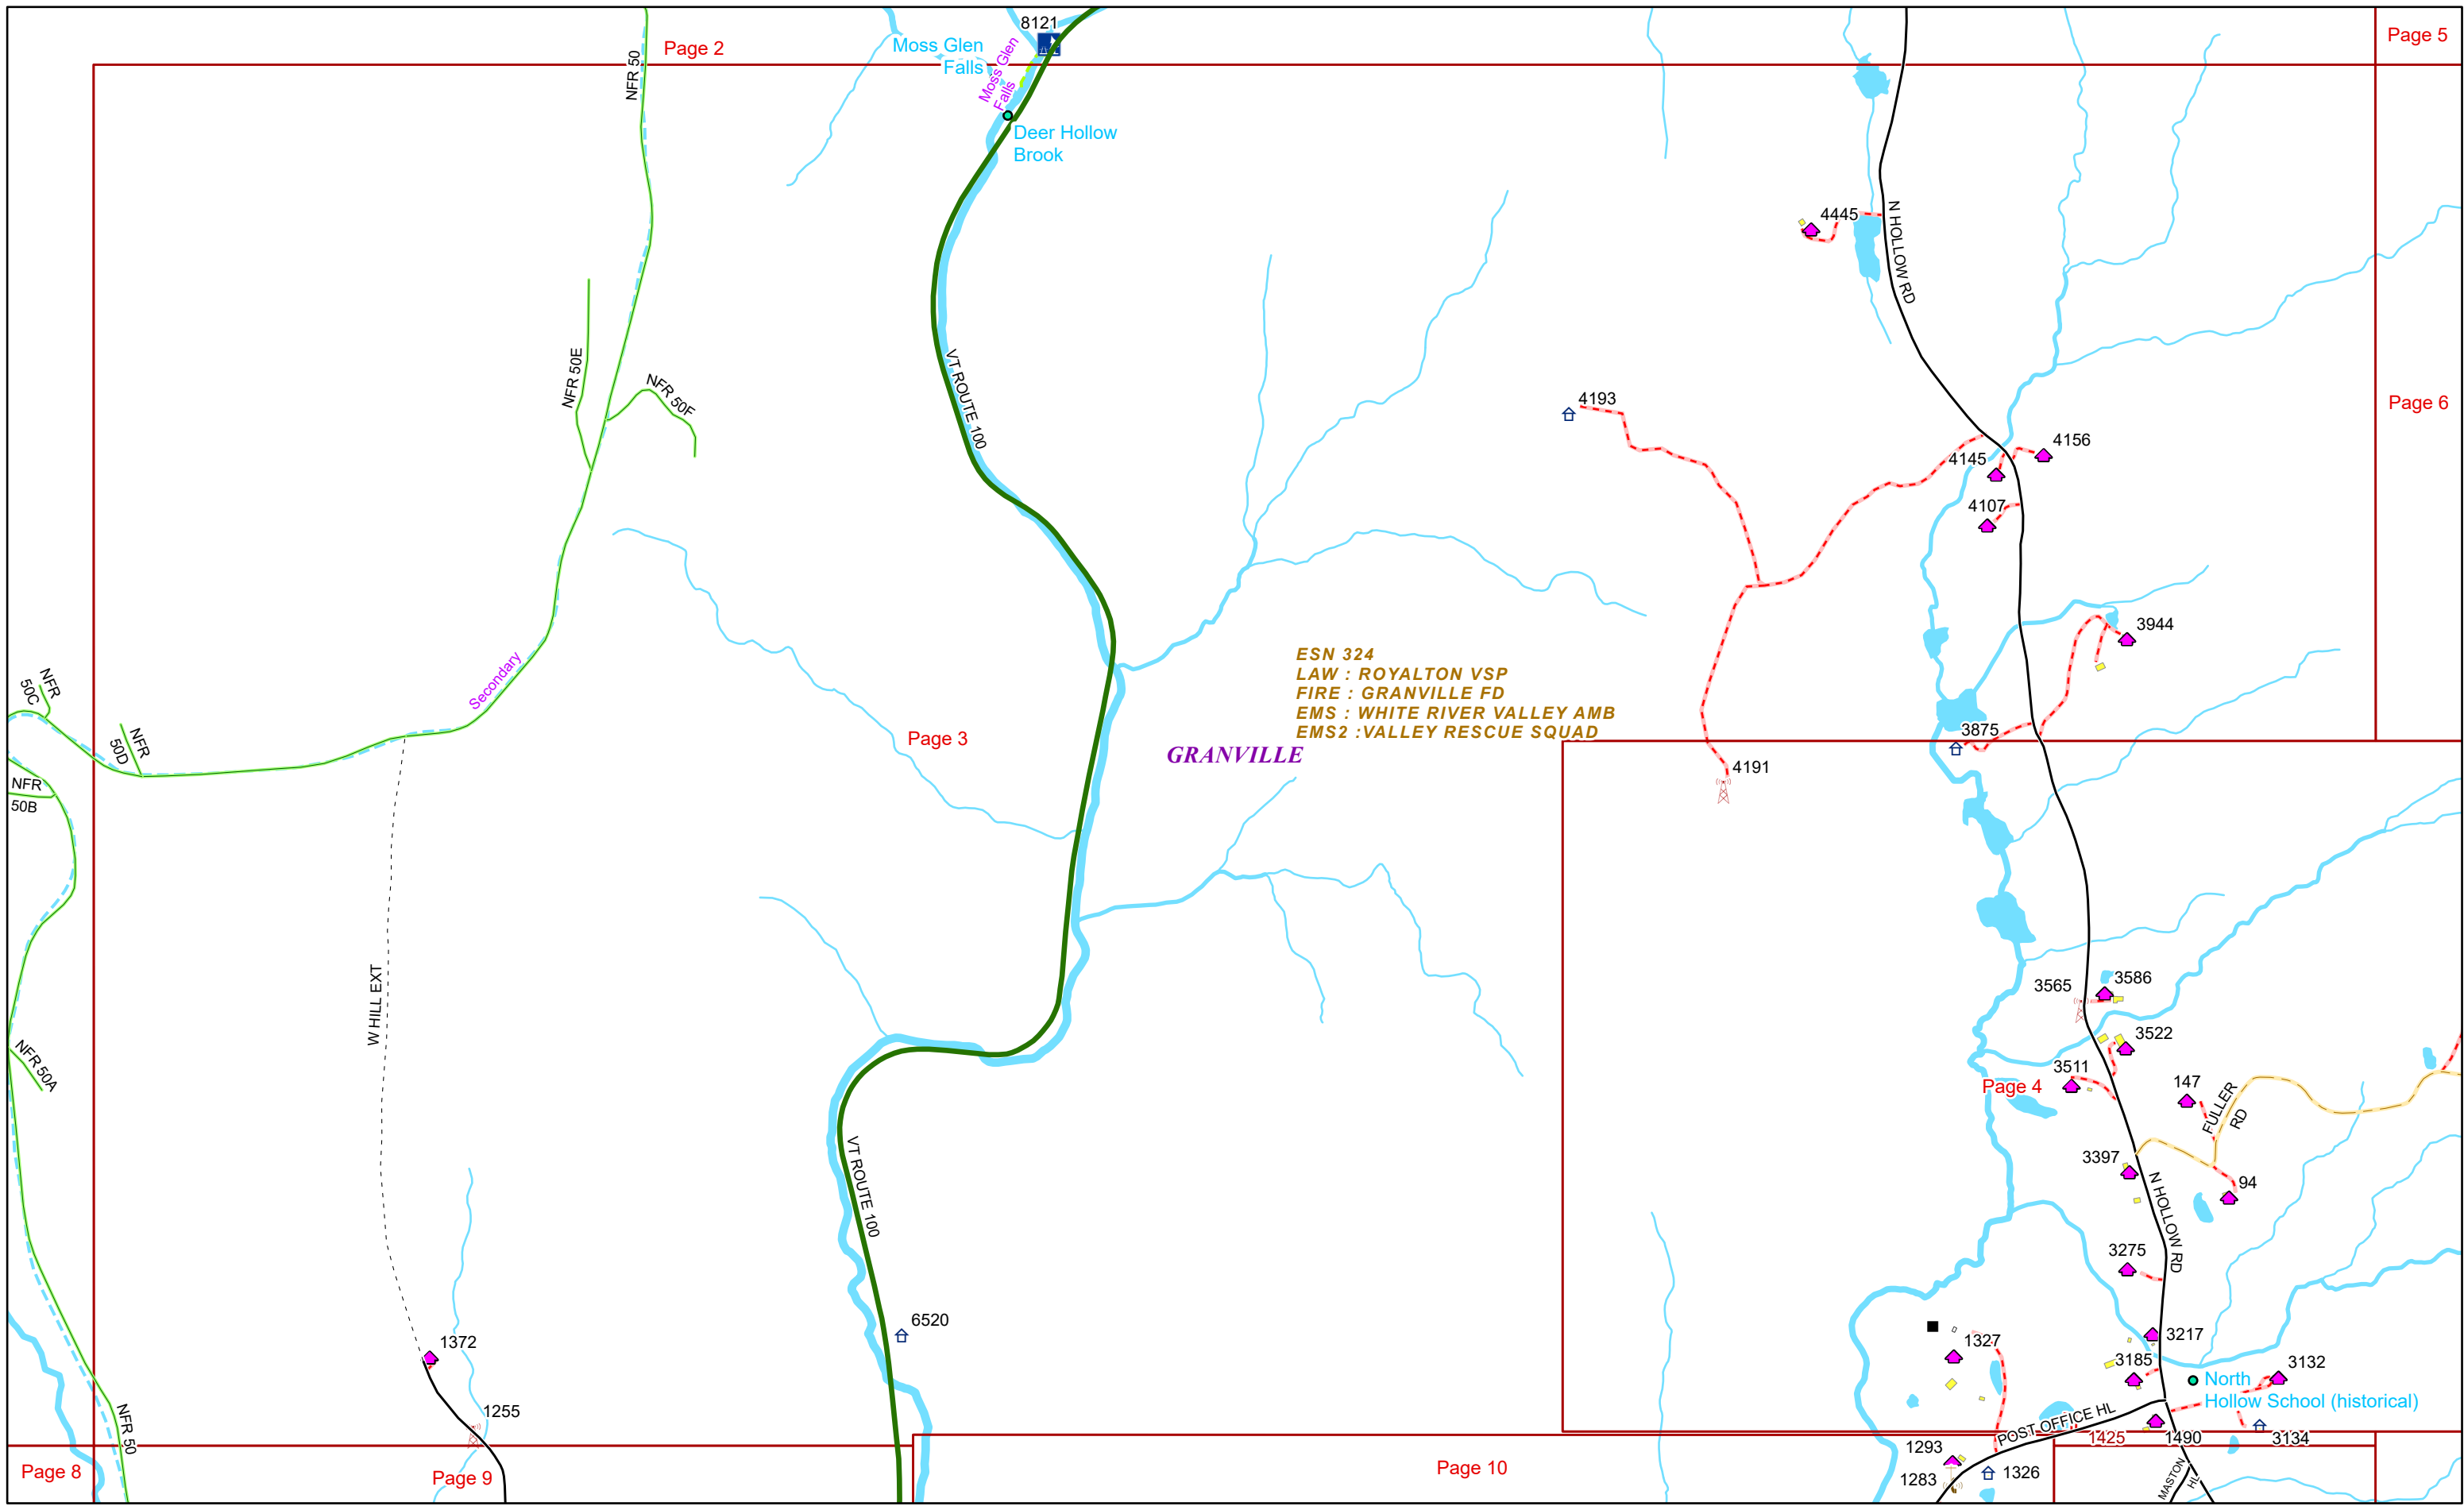 8121
Page 2
Page 5
Moss Glen
Falls
Moss Glen
Falls
NFR 50
Deer Hollow
Brook
4445
N HOLLOW RD
NFR 50E
NFR 50F
VT ROUTE 100
4193
Page 6
4156
4145
4107
3944
ESN 324
LAW : ROYALTON VSP
FIRE : GRANVILLE FD
EMS : WHITE RIVER VALLEY AMB
EMS2 :VALLEY RESCUE SQUAD
Secondary
NFR
50C
NFR
50D
Page 3
GRANVILLE
3875
4191
NFR
50B
W HILL EXT
3565
3586
3522
NFR 50A
3511
Page 4
147
FULLER
RD
3397
94
VT ROUTE 100
N HOLLOW RD
3275
6520
1372
1327
3217
3185
3132
North
Hollow School (historical)
1255
NFR 50
POST OFFICE HL
1425
1490
3134
1293
1283
1326
Page 8
Page 9
Page 10
MASTON
HL